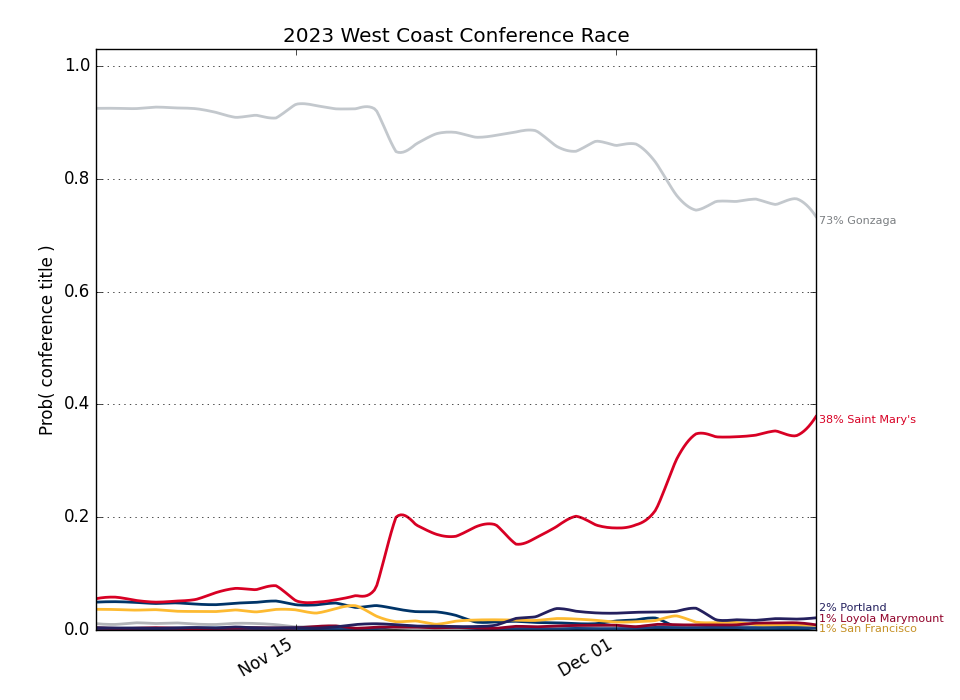 2023 West Coast Conference Race
1.0
0.8
0.6
0.4
0.2
0.0
Prob( conference title )
Nov 15
Dec 01
73% Gonzaga
38% Saint Mary's
2% Portland
1% Loyola Marymount
1% San Francisco